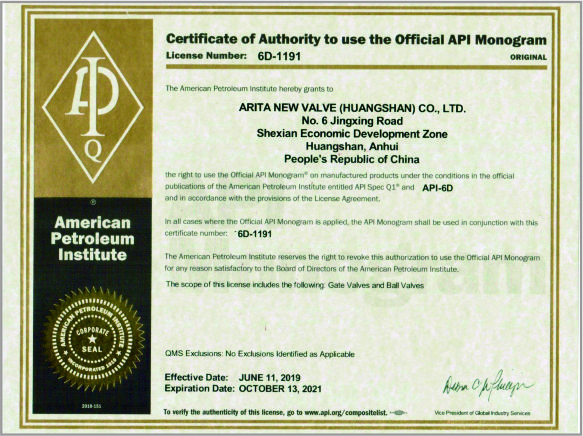 Certificate of Authority to use the Official API Monogram
License Number: 6D-1191
ORIGINAL
The American Petroleum Institute hereby grants to
ARITA NEW VALVE (HUANGSHAN) CO., LTD.
No. 6 Jingxing Road
Shexian Economic Development Zone
Huangshan, Anhui
People's Republic of China
the right to use the Official API Monogram® on manufactured products under the conditions in the official
publications of the American Petroleum Institute entitled API Spec Q1® and API-6D
and in accordance with the provisions of the License Agreement.
In all cases where the Official API Monogram is applied, the API Monogram shall be used in conjunction with this
certificate number: 6D-1191
The American Petroleum Institute reserves the right to revoke this authorization to use the Official API Monogram
for any reason satisfactory to the Board of Directors of the American Petroleum Institute.
The scope of this license includes the following: Gate Valves and Ball Valves
QMS Exclusions: No Exclusions Identified as Applicable
Effective Date: JUNE 11, 2019
Expiration Date: OCTOBER 13, 2021
To verify the authenticity of this license, go to www.api.org/compositelist.
Vice President of Global Industry Services
API
Q
®
American
Petroleum
Institute
AMERICAN PETROLEUM INSTITUTE
CORPORATE
SEAL
INCORPORATED 1919
2018-151